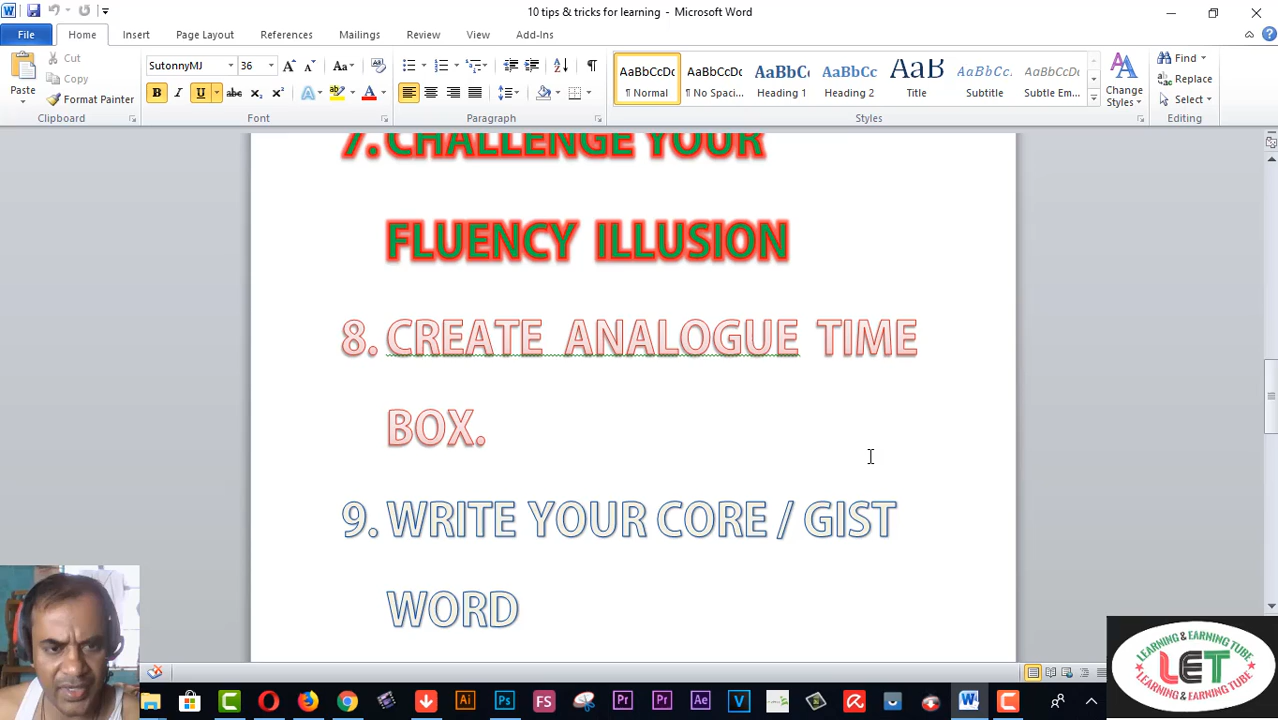 10 tips & tricks for learning - Microsoft Word
File Home Insert Page Layout References Mailings Review View Add-Ins
Paste
Cut
Copy
Format Painter
Clipboard
SutonnyMJ 36
Font
Paragraph
AaBbCcDc AaBbCcDc AaBbCc AaBbCc AaB AaBbCcL AaBbCcDc
¶ Normal ¶ No Spaci... Heading 1 Heading 2 Title Subtitle Subtle Em...
Change
Styles
Styles
Find
Replace
Select
Editing
7. CHALLENGE YOUR
FLUENCY ILLUSION
8. CREATE ANALOGUE TIME
BOX.
9. WRITE YOUR CORE / GIST
WORD
LEARNING & EARNING TUBE
LET
LEARNING & EARNING TUBE